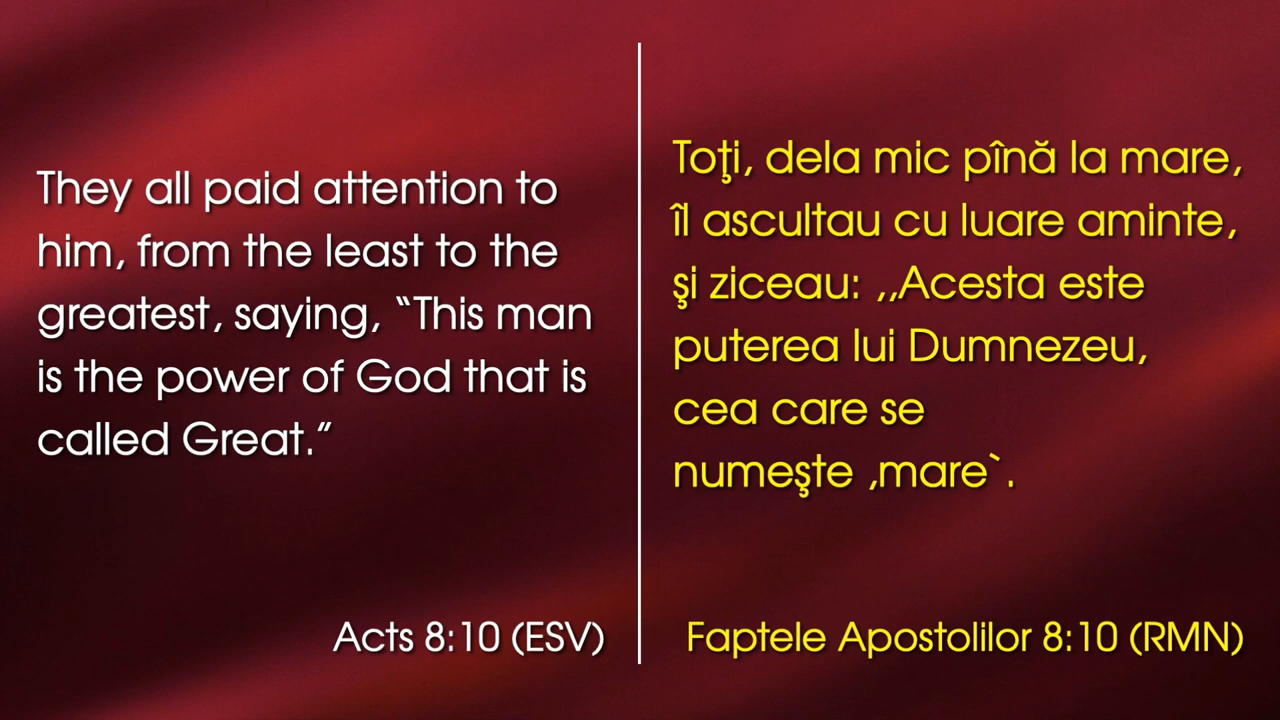 They all paid attention to
him, from the least to the
greatest, saying, “This man
is the power of God that is
called Great.”
Acts 8:10 (ESV)
Toţi, dela mic pînă la mare,
îl ascultau cu luare aminte,
şi ziceau: ,,Acesta este
puterea lui Dumnezeu,
cea care se
numeşte ,mare`.
Faptele Apostolilor 8:10 (RMN)